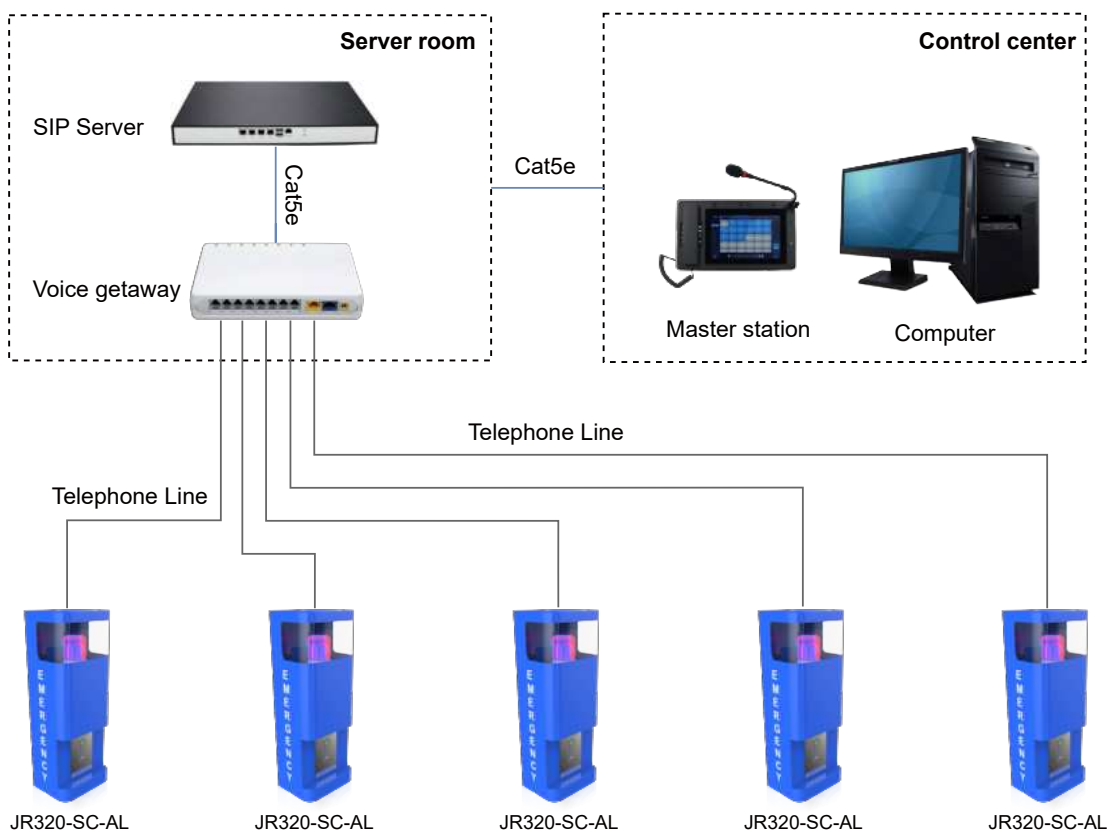 Server room
Control center
SIP Server
Cat5e
Cat5e
Voice getaway
Master station
Computer
Telephone Line
Telephone Line
EMERGENCY
EMERGENCY
EMERGENCY
EMERGENCY
EMERGENCY
JR320-SC-AL
JR320-SC-AL
JR320-SC-AL
JR320-SC-AL
JR320-SC-AL